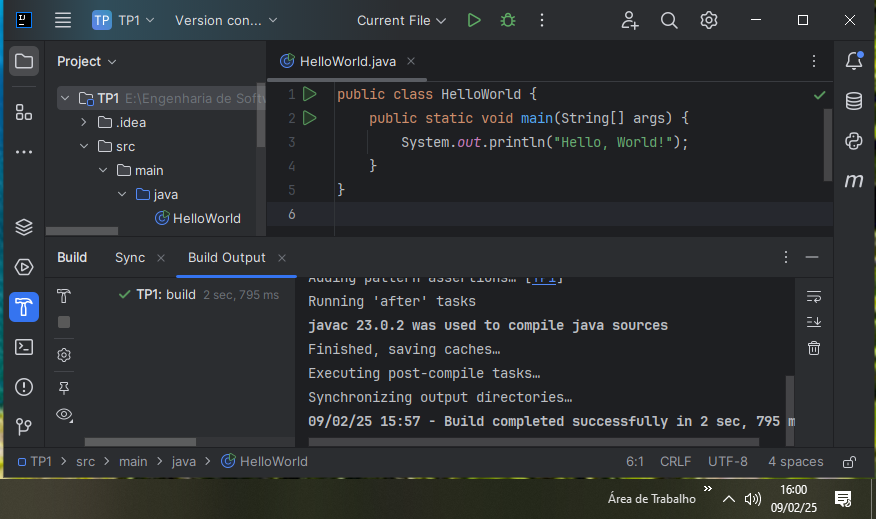 TP TP1 Version con... Current File
Project
HelloWorld.java
TP1 E:\Engenharia de Softv
.idea
src
main
java
HelloWorld
1 public class HelloWorld {
2 public static void main(String[] args) {
3 System.out.println("Hello, World!");
4 }
5 }
6
m
Build Sync Build Output
TP1: build 2 sec, 795 ms
Adding pattern assertions… [TP1]
Running 'after' tasks
javac 23.0.2 was used to compile java sources
Finished, saving caches…
Executing post-compile tasks…
Synchronizing output directories…
09/02/25 15:57 - Build completed successfully in 2 sec, 795 m
TP1 > src > main > java > HelloWorld 6:1 CRLF UTF-8 4 spaces
Área de Trabalho » 16:00
09/02/25